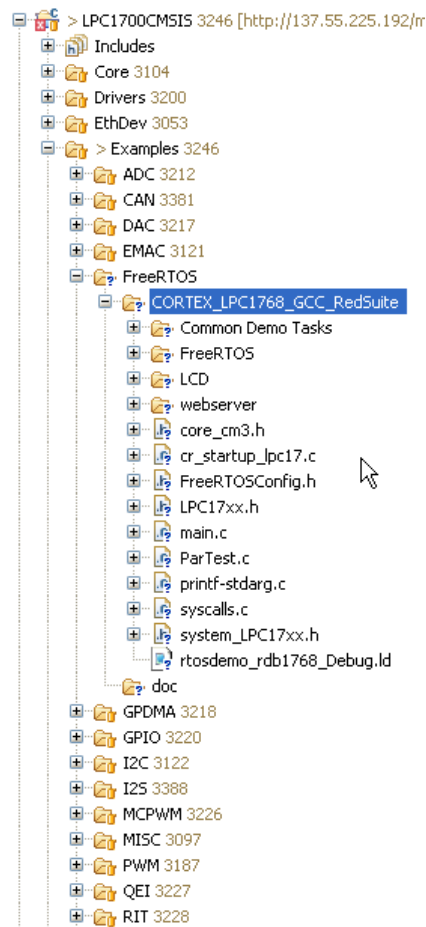 > LPC1700CMSIS 3246 [http://137.55.225.192/
Includes
Core 3104
Drivers 3200
EthDev 3053
> Examples 3246
ADC 3212
CAN 3381
DAC 3217
EMAC 3121
FreeRTOS
CORTEX_LPC1768_GCC_RedSuite
Common Demo Tasks
FreeRTOS
LCD
webserver
core_cm3.h
cr_startup_lpc17.c
FreeRTOSConfig.h
LPC17xx.h
main.c
ParTest.c
printf-stdarg.c
syscalls.c
system_LPC17xx.h
rtosdemo_rdb1768_Debug.ld
doc
GPDMA 3218
GPIO 3220
I2C 3122
I2S 3388
MCPWM 3226
MISC 3097
PWM 3187
QEI 3227
RIT 3228